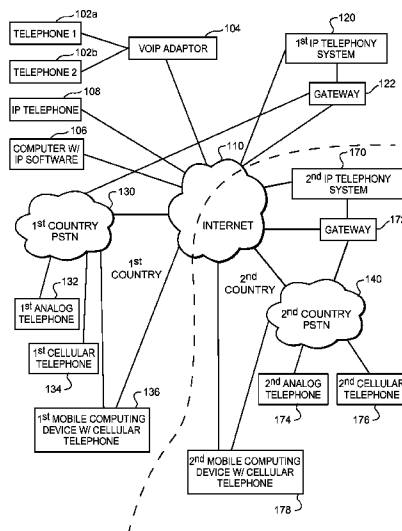 102a
TELEPHONE 1
102b
TELEPHONE 2
104
VOIP ADAPTOR
108
IP TELEPHONE
106
COMPUTER W/
IP SOFTWARE
120
1st IP TELEPHONY
SYSTEM
122
GATEWAY
110
INTERNET
170
2nd IP TELEPHONY
SYSTEM
GATEWAY
130
1st COUNTRY
PSTN
1st
COUNTRY
2nd
COUNTRY
140
2nd COUNTRY
PSTN
132
1st ANALOG
TELEPHONE
1st CELLULAR
TELEPHONE
134
136
1st MOBILE COMPUTING
DEVICE W/ CELLULAR
TELEPHONE
2nd ANALOG
TELEPHONE
174
2nd CELLULAR
TELEPHONE
176
2nd MOBILE COMPUTING
DEVICE W/ CELLULAR
TELEPHONE
178